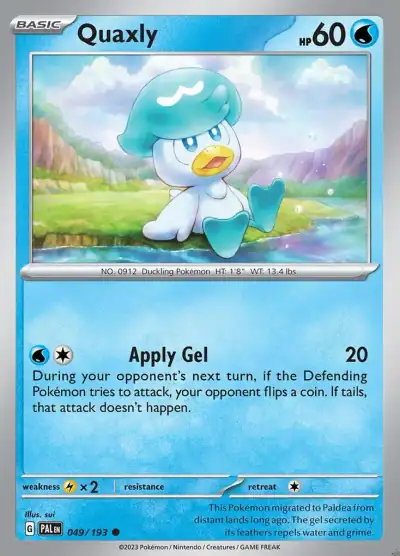 BASIC
Quaxly
HP 60
NO. 0912 Duckling Pokémon HT: 1'8" WT: 13.4 lbs
Apply Gel 20
During your opponent's next turn, if the Defending
Pokémon tries to attack, your opponent flips a coin. If tails,
that attack doesn't happen.
weakness ×2 resistance retreat
Illus. sui
G PAL EN 049/193
This Pokémon migrated to Paldea from
distant lands long ago. The gel secreted by
its feathers repels water and grime.
©2023 Pokémon / Nintendo / Creatures / GAME FREAK